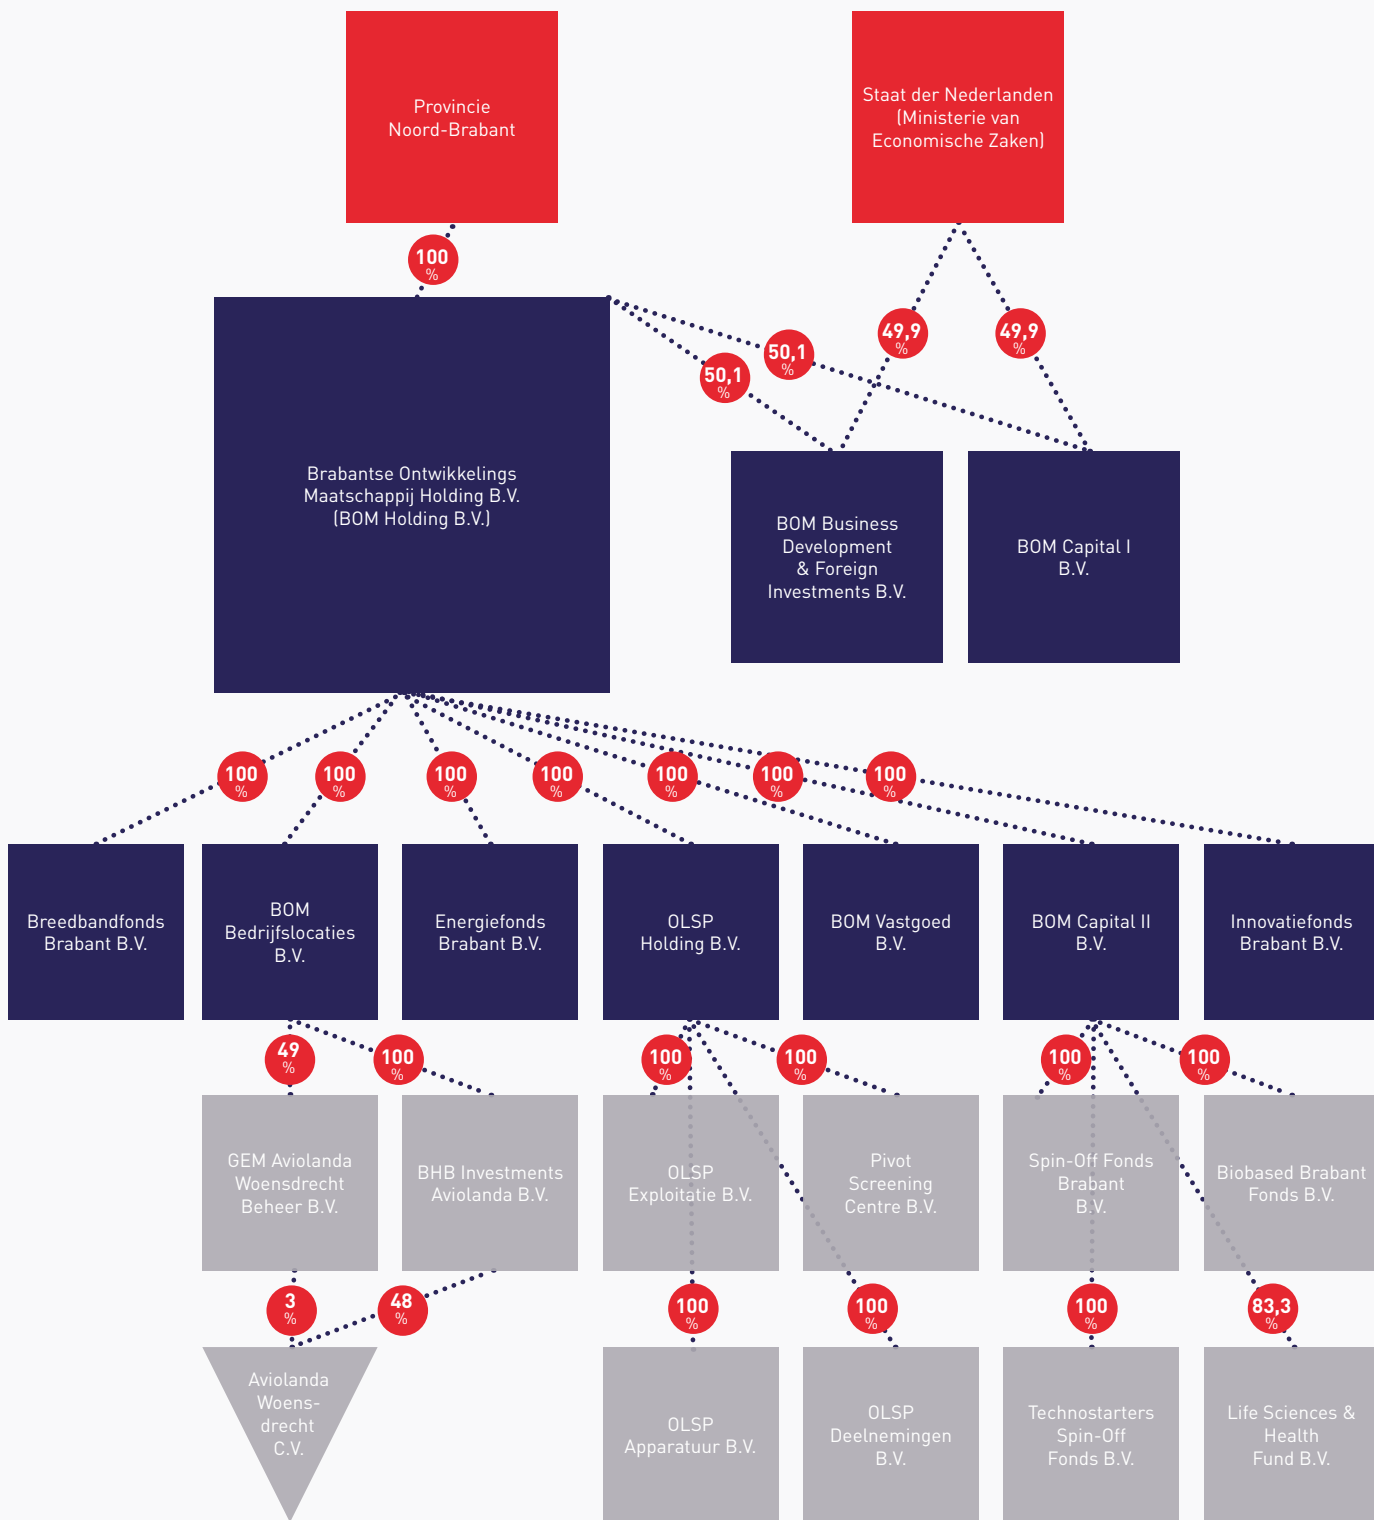 Provincie
Noord-Brabant
Staat der Nederlanden
(Ministerie van
Economische Zaken)
100
%
49,9
%
49,9
%
50,1
%
50,1
%
Brabantse Ontwikkelings
Maatschappij Holding B.V.
(BOM Holding B.V.)
BOM Business
Development
& Foreign
Investments B.V.
BOM Capital I
B.V.
100
%
100
%
100
%
100
%
100
%
100
%
100
%
Breedbandfonds
Brabant B.V.
BOM
Bedrijfslocaties
B.V.
Energiefonds
Brabant B.V.
OLSP
Holding B.V.
BOM Vastgoed
B.V.
BOM Capital II
B.V.
Innovatiefonds
Brabant B.V.
49
%
100
%
100
%
100
%
100
%
100
%
GEM Aviolanda
Woensdrecht
Beheer B.V.
BHB Investments
Aviolanda B.V.
OLSP
Exploitatie B.V.
Pivot
Screening
Centre B.V.
Spin-Off Fonds
Brabant
B.V.
Biobased Brabant
Fonds B.V.
3
%
48
%
100
%
100
%
100
%
83,3
%
Aviolanda
Woens-
drecht
C.V.
OLSP
Apparatuur B.V.
OLSP
Deelnemingen
B.V.
Technostarters
Spin-Off
Fonds B.V.
Life Sciences &
Health
Fund B.V.